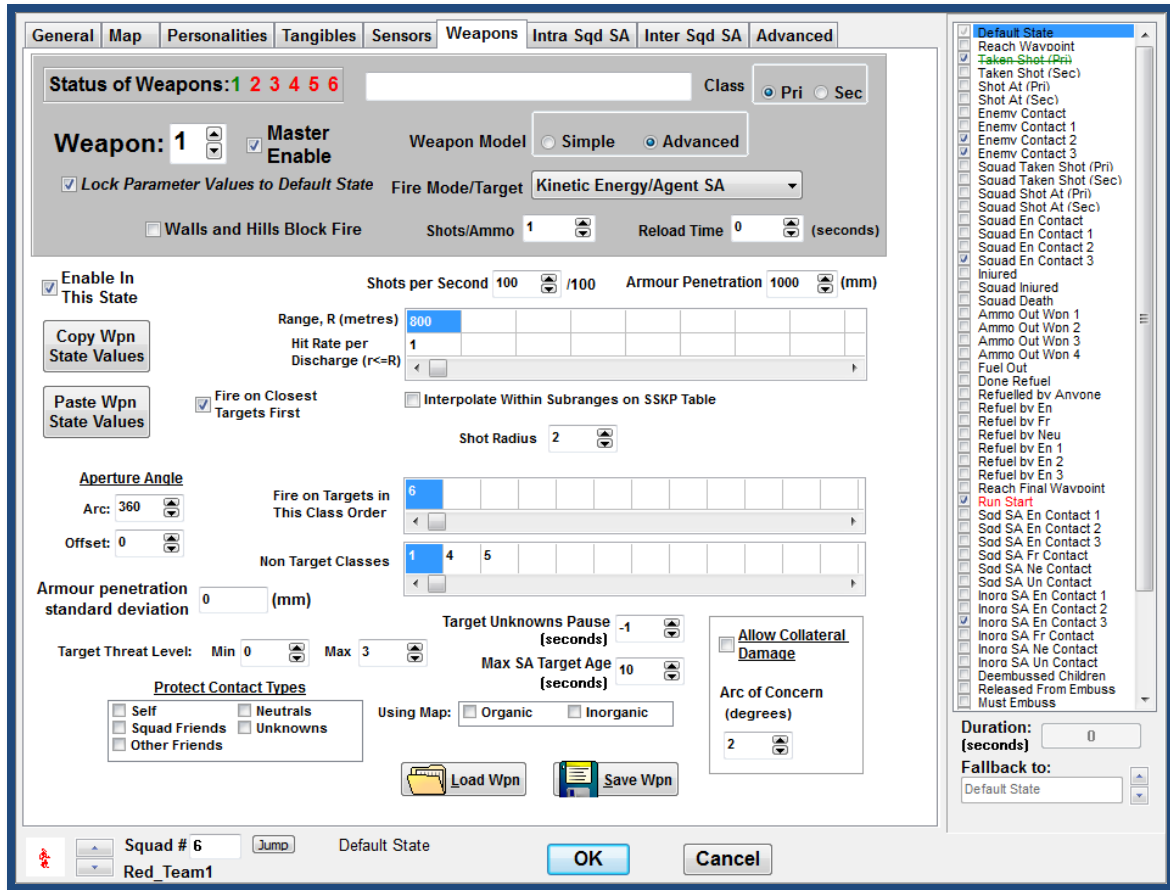 General Map Personalities Tangibles Sensors Weapons Intra Sqd SA Inter Sqd SA Advanced
Status of Weapons:1 2 3 4 5 6
Class Pri Sec
Weapon: 1
Master Enable
Weapon Model Simple Advanced
Lock Parameter Values to Default State
Fire Mode/Target Kinetic Energy/Agent SA
Walls and Hills Block Fire
Shots/Ammo 1
Reload Time 0 (seconds)
Enable In
This State
Shots per Second 100 /100
Armour Penetration 1000 (mm)
Copy Wpn
State Values
Range, R (metres) 800
Hit Rate per
Discharge (r<=R) 1
Paste Wpn
State Values
Fire on Closest
Targets First
Interpolate Within Subranges on SSKP Table
Shot Radius 2
Aperture Angle
Arc: 360
Offset: 0
Fire on Targets in
This Class Order
6
Non Target Classes 1 4 5
Armour penetration
standard deviation 0 (mm)
Target Unknowns Pause
(seconds) -1
Target Threat Level: Min 0 Max 3
Max SA Target Age
(seconds) 10
Allow Collateral
Damage
Arc of Concern
(degrees)
2
Protect Contact Types
Self Neutrals
Squad Friends Unknowns
Other Friends
Using Map: Organic Inorganic
Load Wpn Save Wpn
Squad # 6 Jump Default State
Red_Team1
OK Cancel
Default State
Reach Waypoint
Taken Shot (Pri)
Taken Shot (Sec)
Shot At (Pri)
Shot At (Sec)
Enemy Contact
Enemy Contact 1
Enemy Contact 2
Enemy Contact 3
Squad Taken Shot (Pri)
Squad Taken Shot (Sec)
Squad Shot At (Pri)
Squad Shot At (Sec)
Squad En Contact
Squad En Contact 1
Squad En Contact 2
Squad En Contact 3
Injured
Squad Injured
Squad Death
Ammo Out Wpn 1
Ammo Out Wpn 2
Ammo Out Wpn 3
Ammo Out Wpn 4
Fuel Out
Done Refuel
Refuelled by Anyone
Refuel by En
Refuel by Fr
Refuel by Neu
Refuel by En 1
Refuel by En 2
Refuel by En 3
Reach Final Waypoint
Run Start
Sqd SA En Contact 1
Sqd SA En Contact 2
Sqd SA En Contact 3
Sqd SA Fr Contact
Sqd SA Ne Contact
Sqd SA Un Contact
Inorg SA En Contact 1
Inorg SA En Contact 2
Inorg SA En Contact 3
Inorg SA Fr Contact
Inorg SA Ne Contact
Inorg SA Un Contact
Deembussed Children
Released From Embuss
Must Embuss
Duration:
(seconds) 0
Fallback to:
Default State